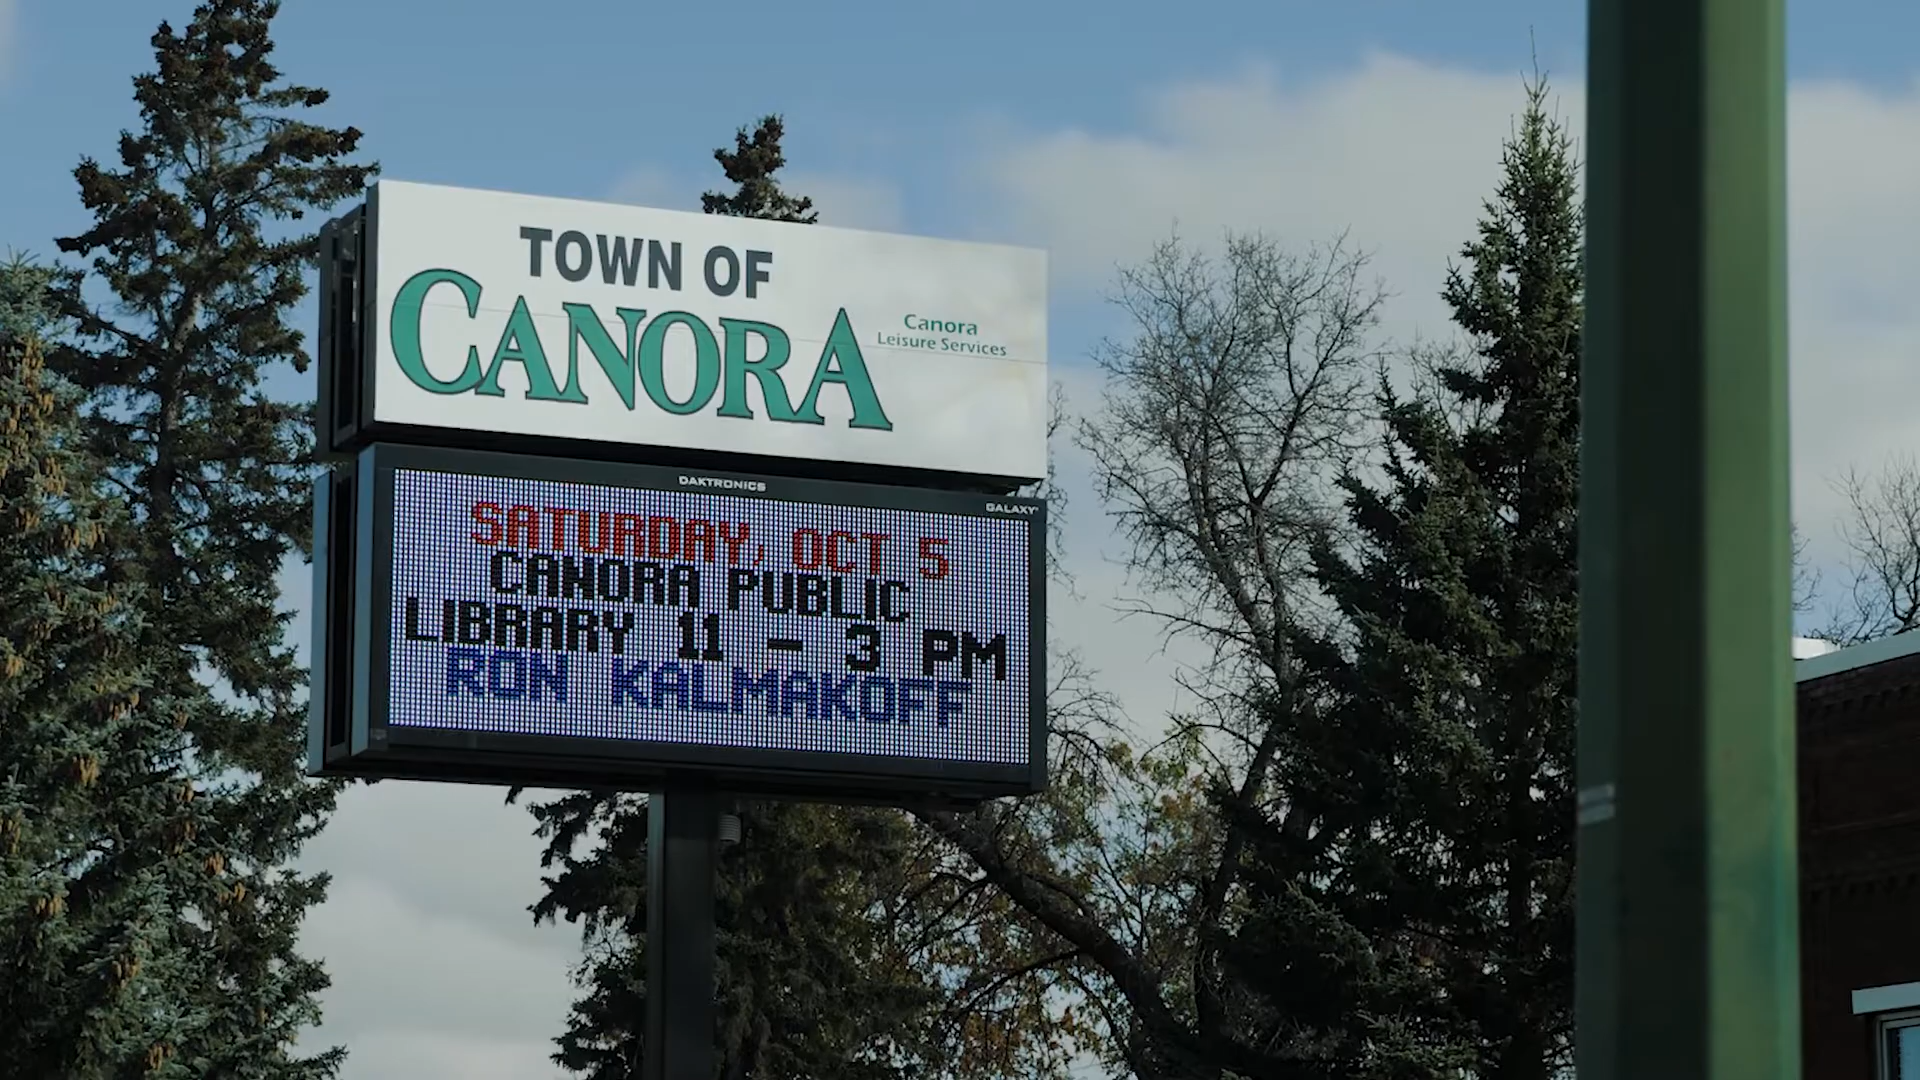 TOWN OF
CANORA
Canora
Leisure Services
DAKTRONICS
GALAXY
SATURDAY, OCT 5
CANORA PUBLIC
LIBRARY 11 - 3 PM
RON KALMAKOFF